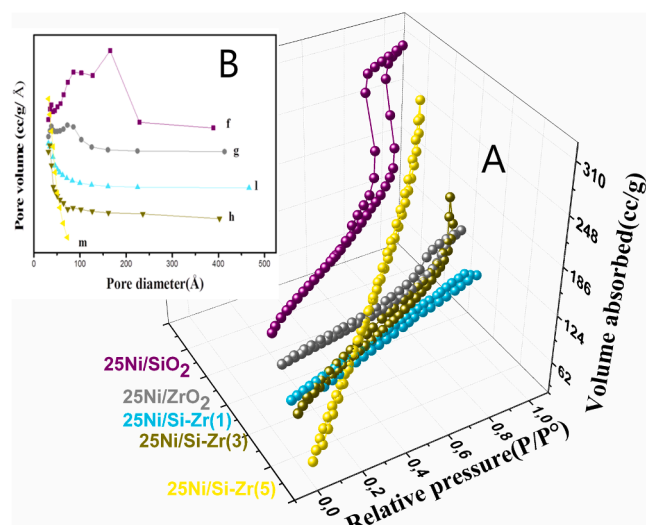 B
Pore volume (cc/g/ Å)
f
g
l
h
m
0 100 200 300 400 500
Pore diameter(Å)
A
310
248
186
124
62
Volume absorbed(cc/g)
25Ni/SiO₂
25Ni/ZrO₂
25Ni/Si-Zr(1)
25Ni/Si-Zr(3)
25Ni/Si-Zr(5)
0,0 0,2 0,4 0,6 0,8 1,0
Relative pressure(P/P°)